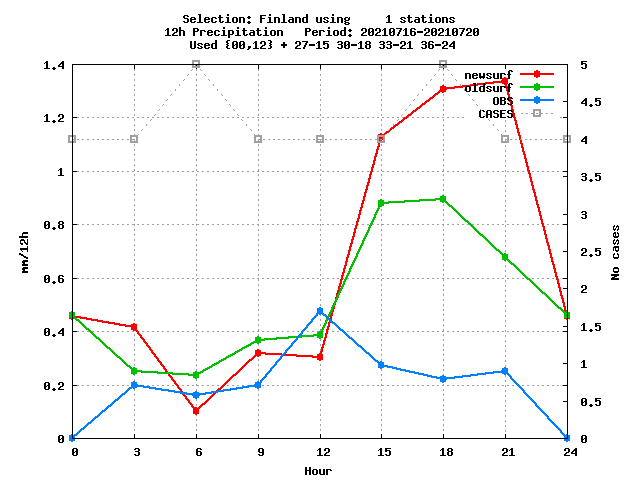 Selection: Finland using     1 stations
12h Precipitation   Period: 20210716-20210720
Used {00,12} + 27-15 30-18 33-21 36-24
newsurf
oldsurf
OBS
CASES
1.4
1.2
1
0.8
0.6
0.4
0.2
0
mm/12h
5
4.5
4
3.5
3
2.5
2
1.5
1
0.5
0
No cases
0 3 6 9 12 15 18 21 24
Hour